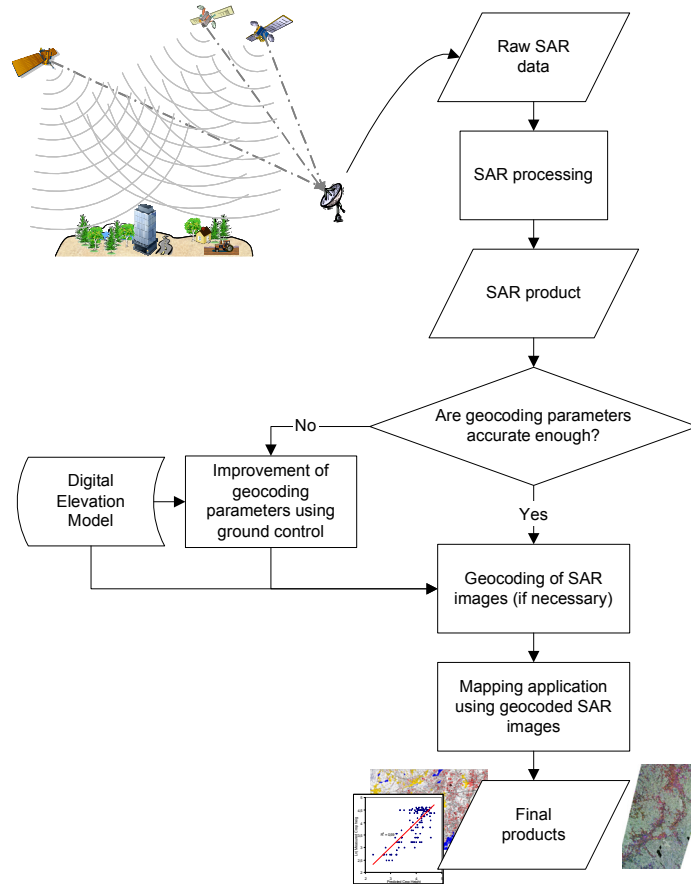 Raw SAR
data
SAR processing
SAR product
Are geocoding parameters
accurate enough?
No
Yes
Digital
Elevation
Model
Improvement of
geocoding
parameters using
ground control
Geocoding of SAR
images (if necessary)
Mapping application
using geocoded SAR
images
Final
products